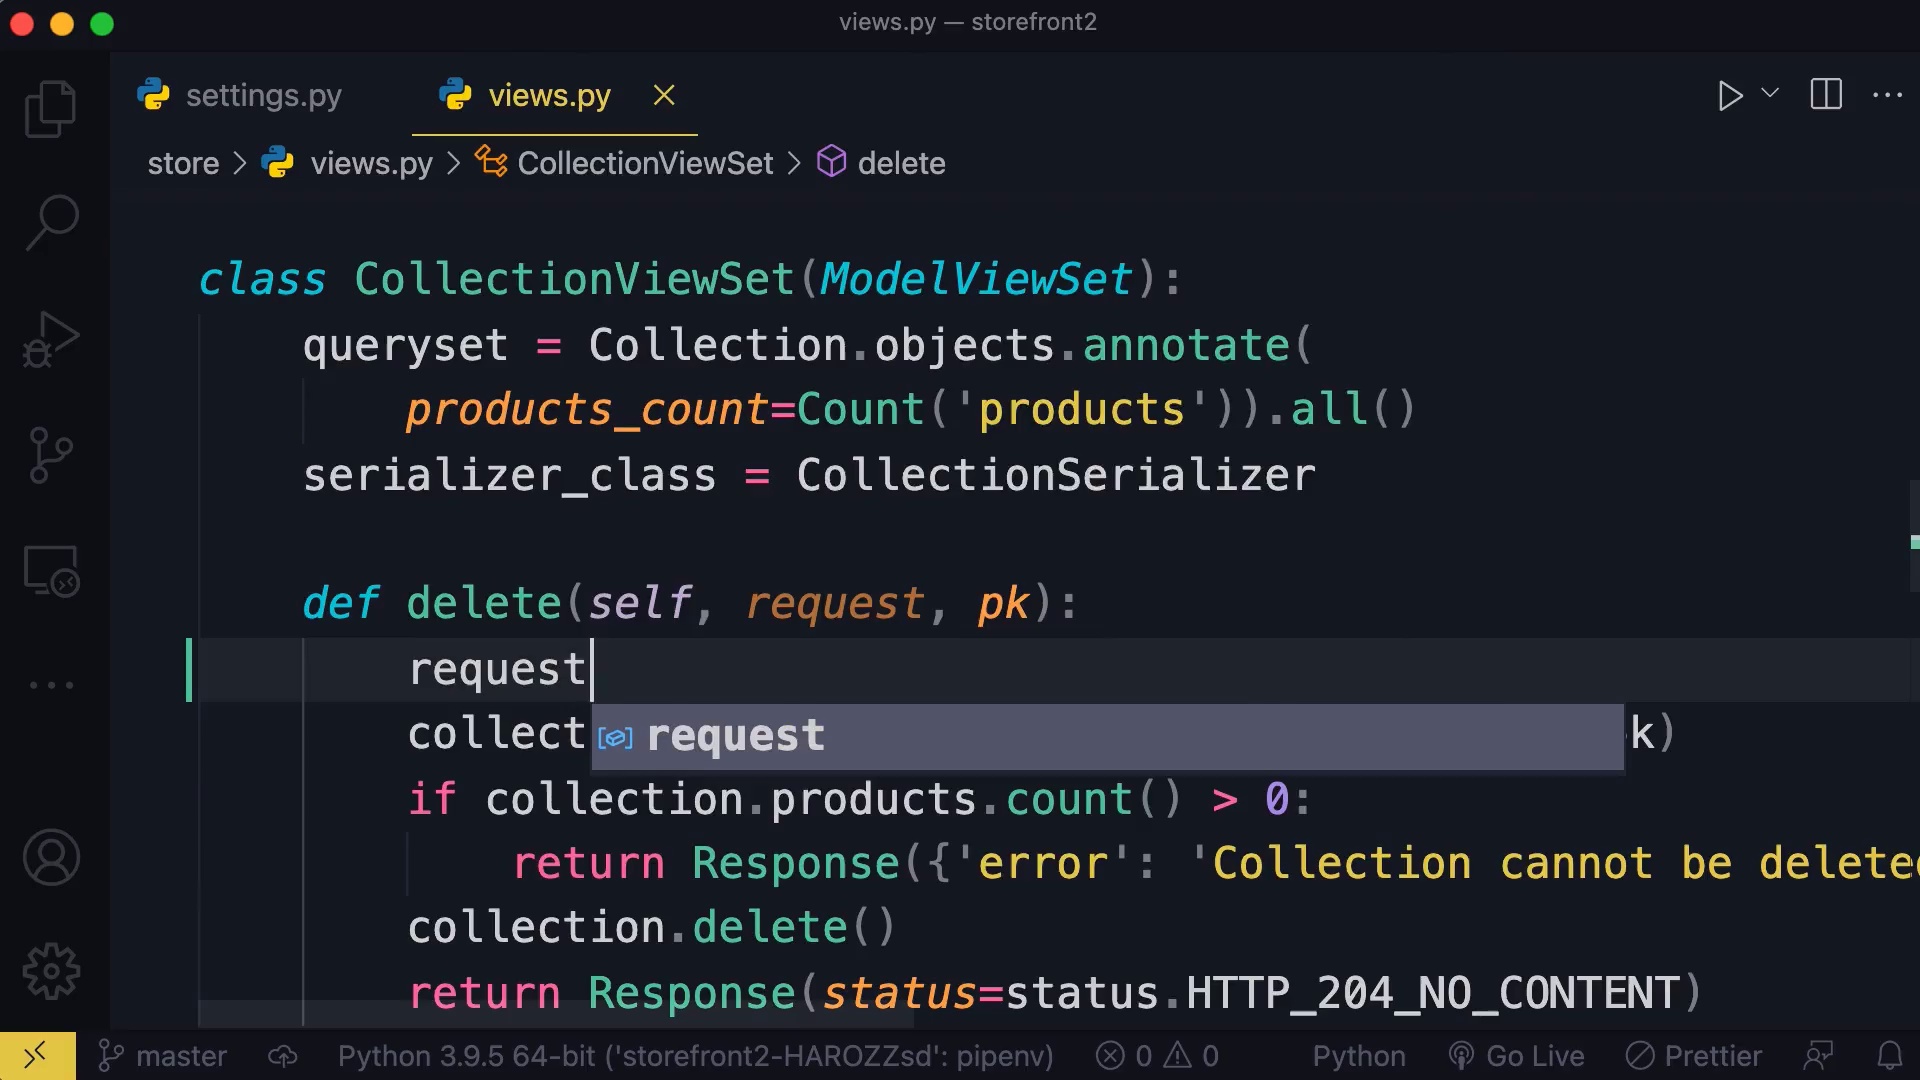 views.py — storefront2
settings.py
views.py
store > views.py > CollectionViewSet > delete
class CollectionViewSet(ModelViewSet):
queryset = Collection.objects.annotate(
products_count=Count('products')).all()
serializer_class = CollectionSerializer
def delete(self, request, pk):
request
collect
request
k)
if collection.products.count() > 0:
return Response({'error': 'Collection cannot be deleted
collection.delete()
return Response(status=status.HTTP_204_NO_CONTENT)
master Python 3.9.5 64-bit ('storefront2-HAROZZsd': pipenv) 0 0 Python Go Live Prettier